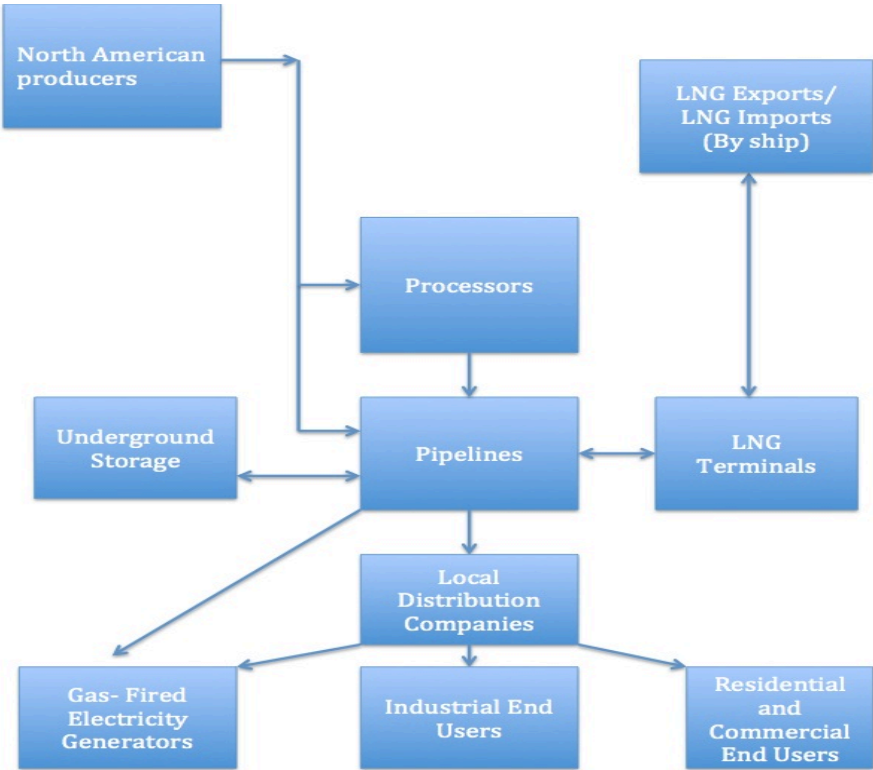 North American
producers
LNG Exports/
LNG Imports
(By ship)
Processors
Underground
Storage
Pipelines
LNG
Terminals
Local
Distribution
Companies
Gas- Fired
Electricity
Generators
Industrial End
Users
Residential
and
Commercial
End Users